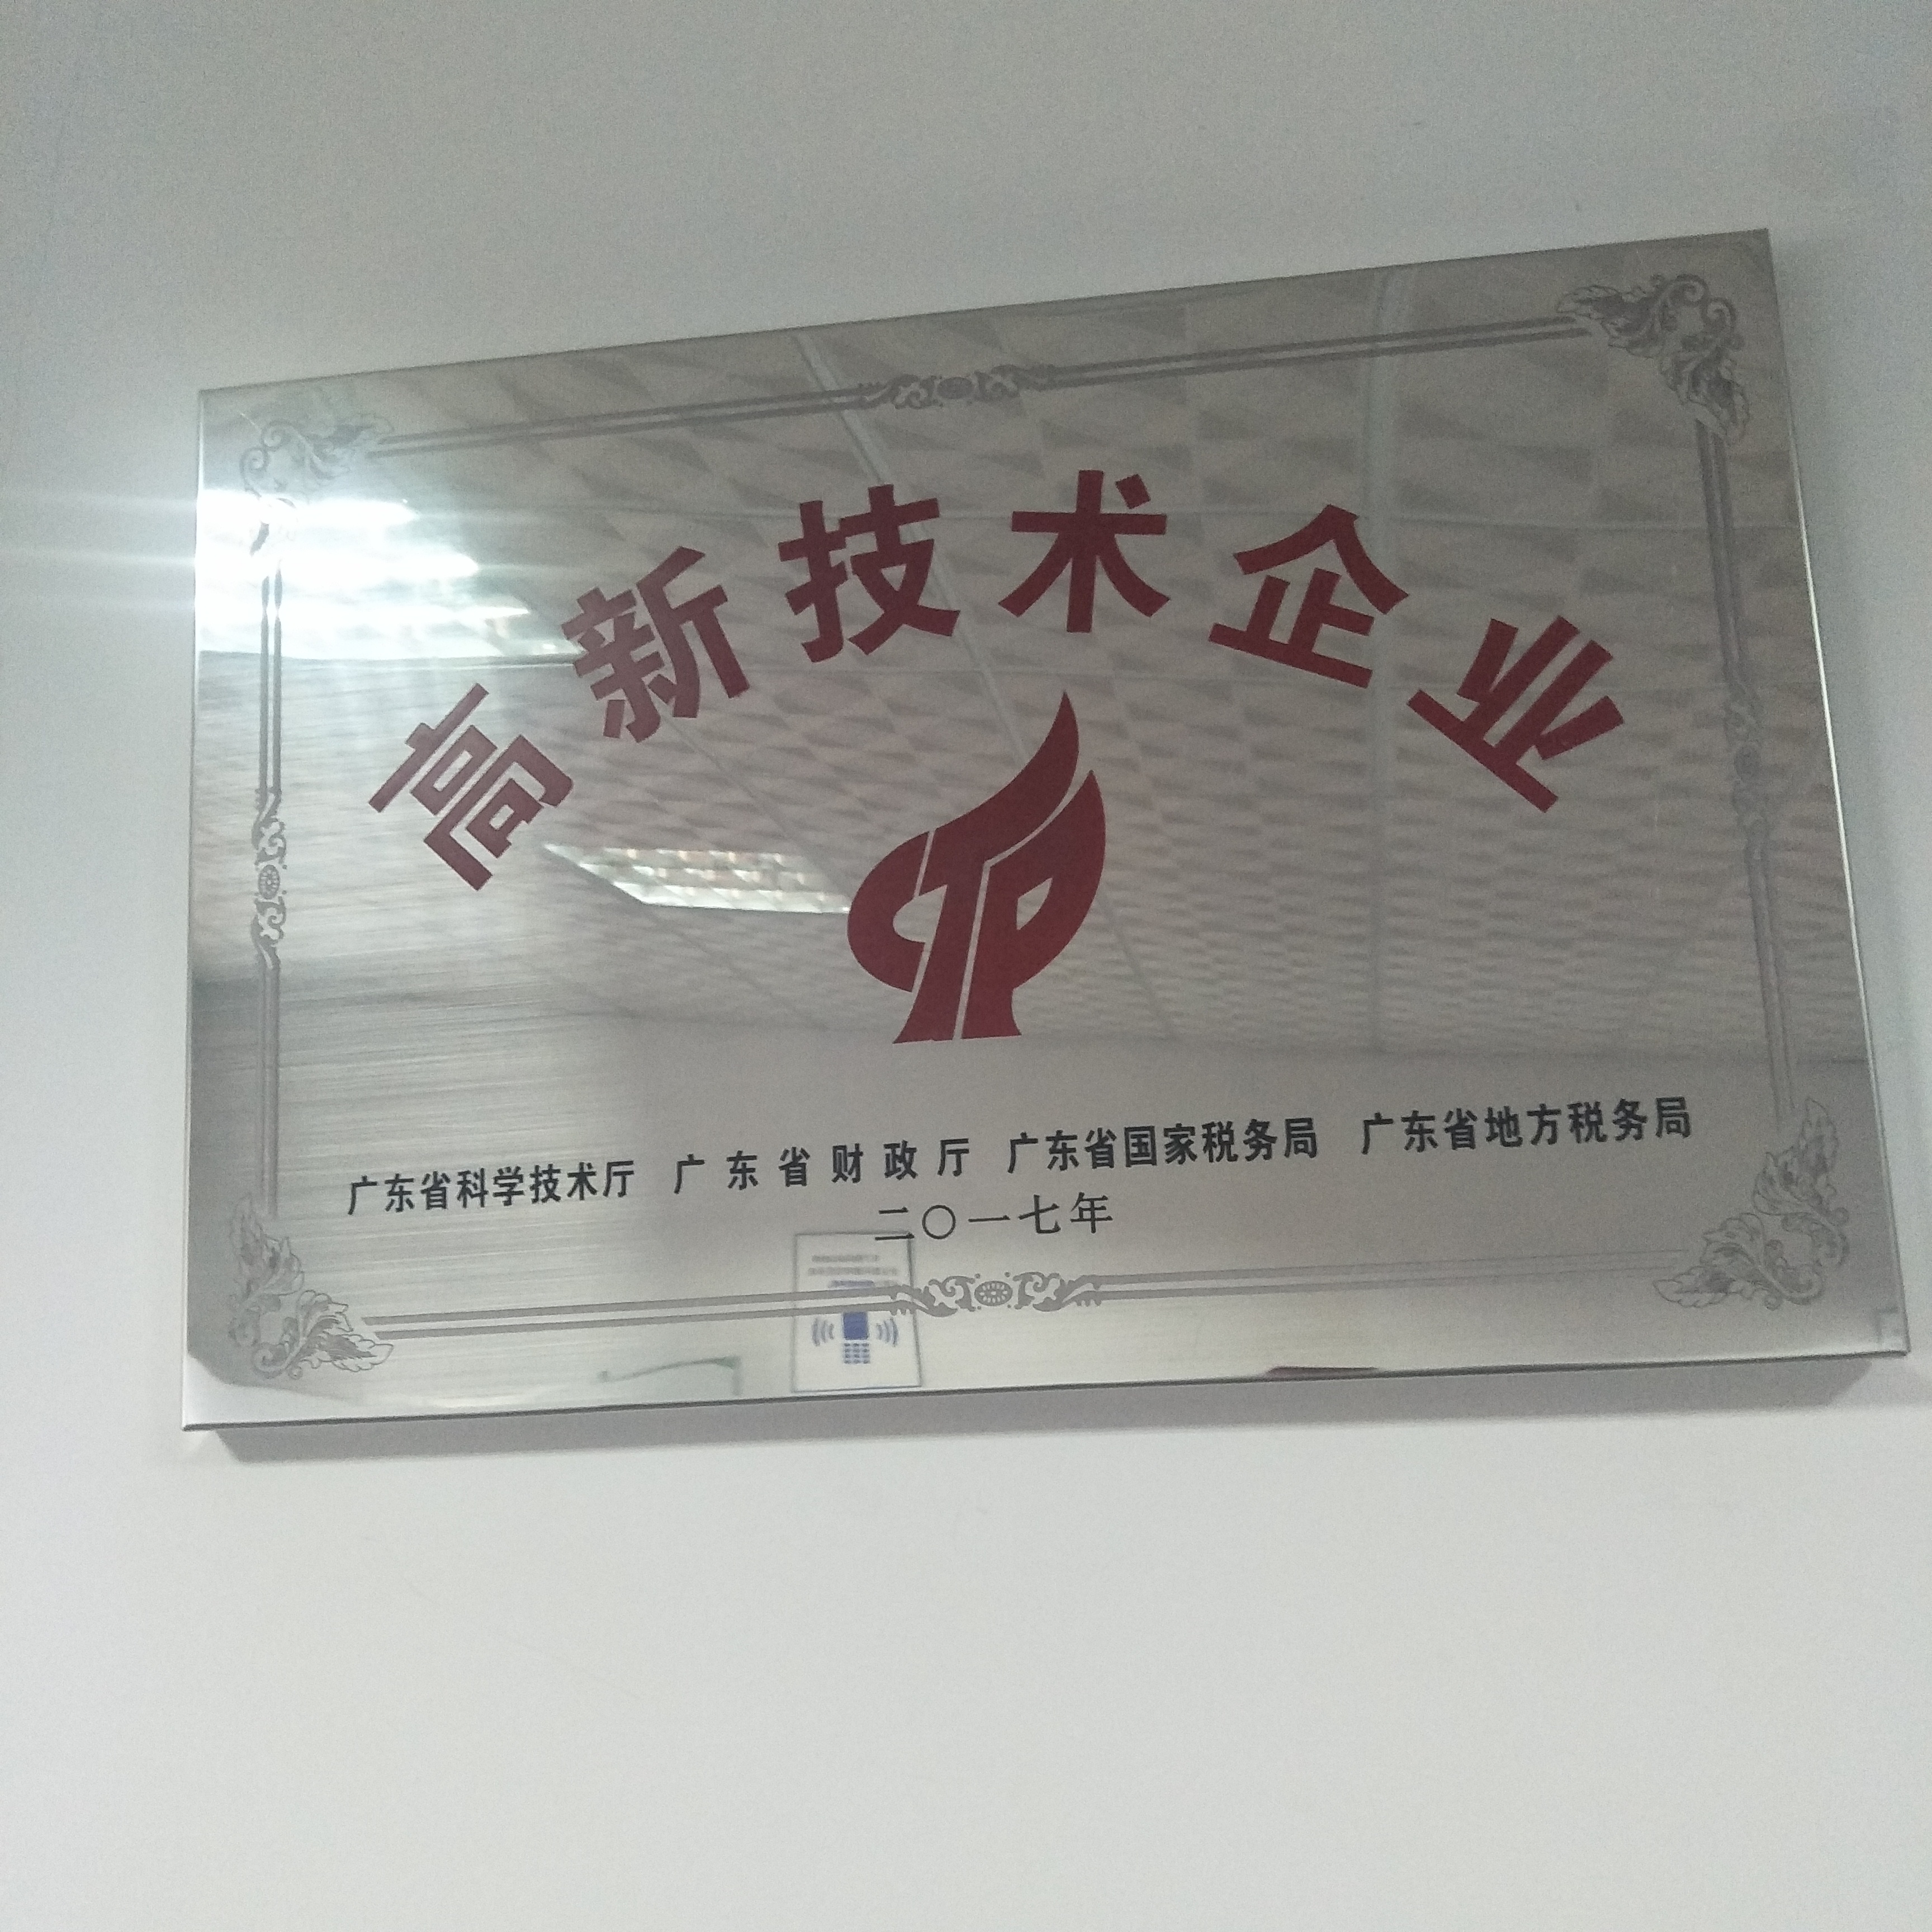 高新技术企业
广东省科学技术厅 广东省财政厅 广东省国家税务局 广东省地方税务局
二〇一七年